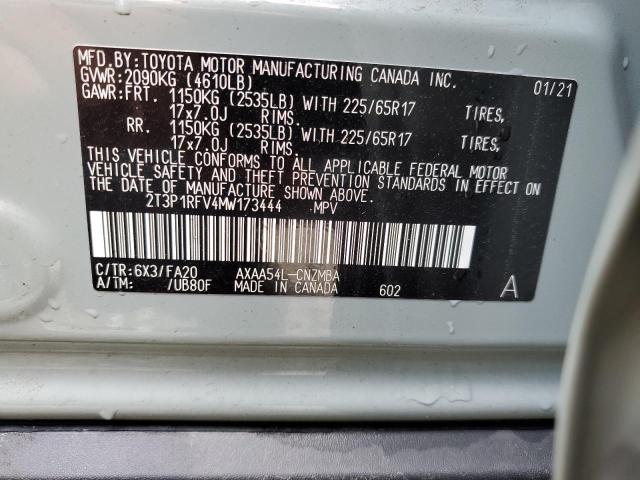 MFD. BY: TOYOTA MOTOR MANUFACTURING CANADA INC. 01/21
GVWR: 2090KG (4610LB)
GAWR: FRT. 1150KG (2535LB) WITH 225/65R17 TIRES,
17x7.0J RIMS.
RR. 1150KG (2535LB) WITH 225/65R17 TIRES,
17x7.0J RIMS.
THIS VEHICLE CONFORMS TO ALL APPLICABLE FEDERAL MOTOR
VEHICLE SAFETY AND THEFT PREVENTION STANDARDS IN EFFECT ON
THE DATE OF MANUFACTURE SHOWN ABOVE.
2T3P1RFV4MW173444 MPV
C/TR: 6X3/FA20 AXAA54L-CNZMBA
A/TM: /UB80F MADE IN CANADA 602 A